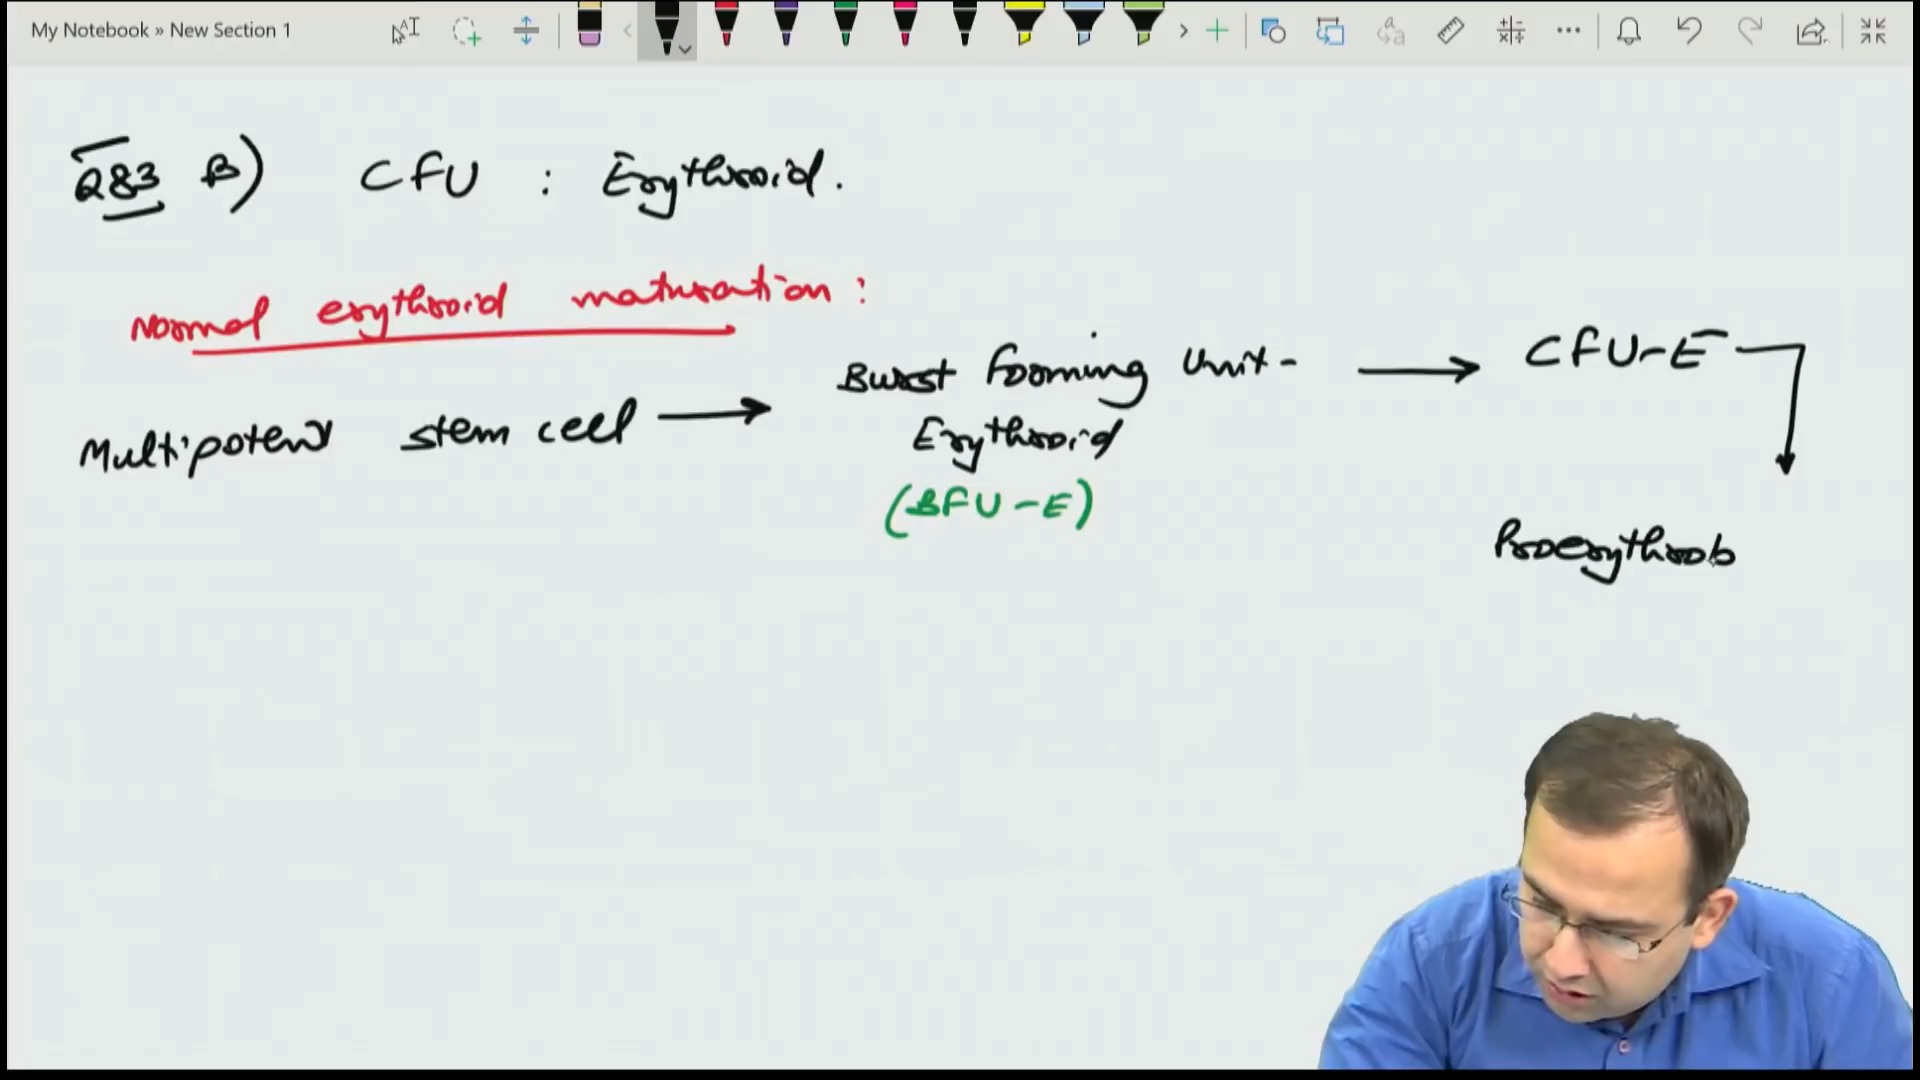 My Notebook » New Section 1
Q83 B) CFU : Erythroid.
Normal erythroid maturation :
Multipotent stem cell → Burst forming Unit- → CFU-E
Erythroid
(BFU-E)
Proerythrob